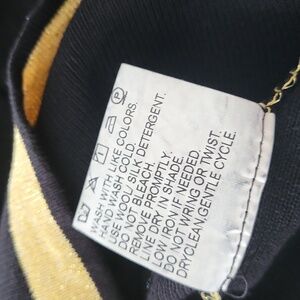 P
WASH WITH LIKE COLORS.
HAND WASH COLD.
USE WOOL/ SILK DETERGENT.
DO NOT BLEACH.
REMOVE PROMPTLY.
LINE DRY IN SHADE.
LOW IRON IF NEEDED.
DO NOT WRING OR TWIST.
DRYCLEAN,GENTLE CYCLE.